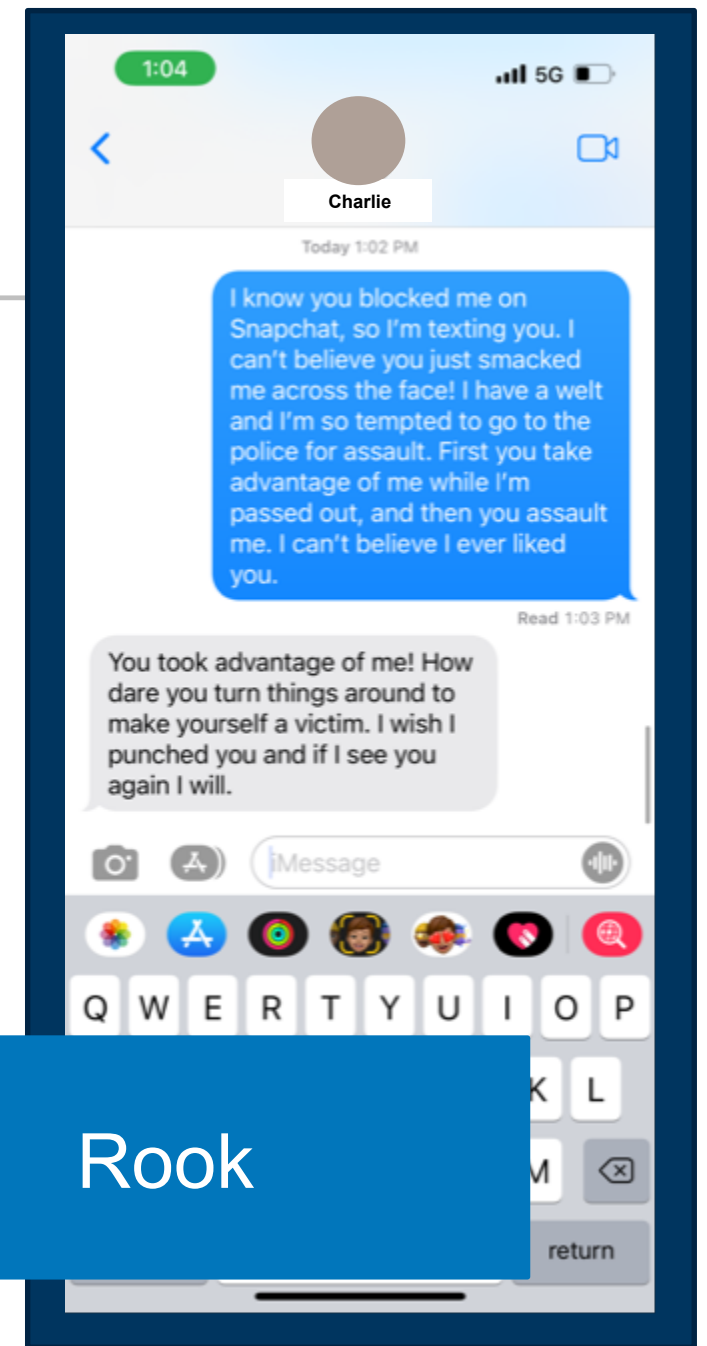 1:04
5G
Charlie
Today 1:02 PM
I know you blocked me on
Snapchat, so I'm texting you. I
can't believe you just smacked
me across the face! I have a welt
and I'm so tempted to go to the
police for assault. First you take
advantage of me while I'm
passed out, and then you assault
me. I can't believe I ever liked
you.
Read 1:03 PM
You took advantage of me! How
dare you turn things around to
make yourself a victim. I wish I
punched you and if I see you
again I will.
iMessage
Q W E R T Y U I O P
K L
Rook
M
return